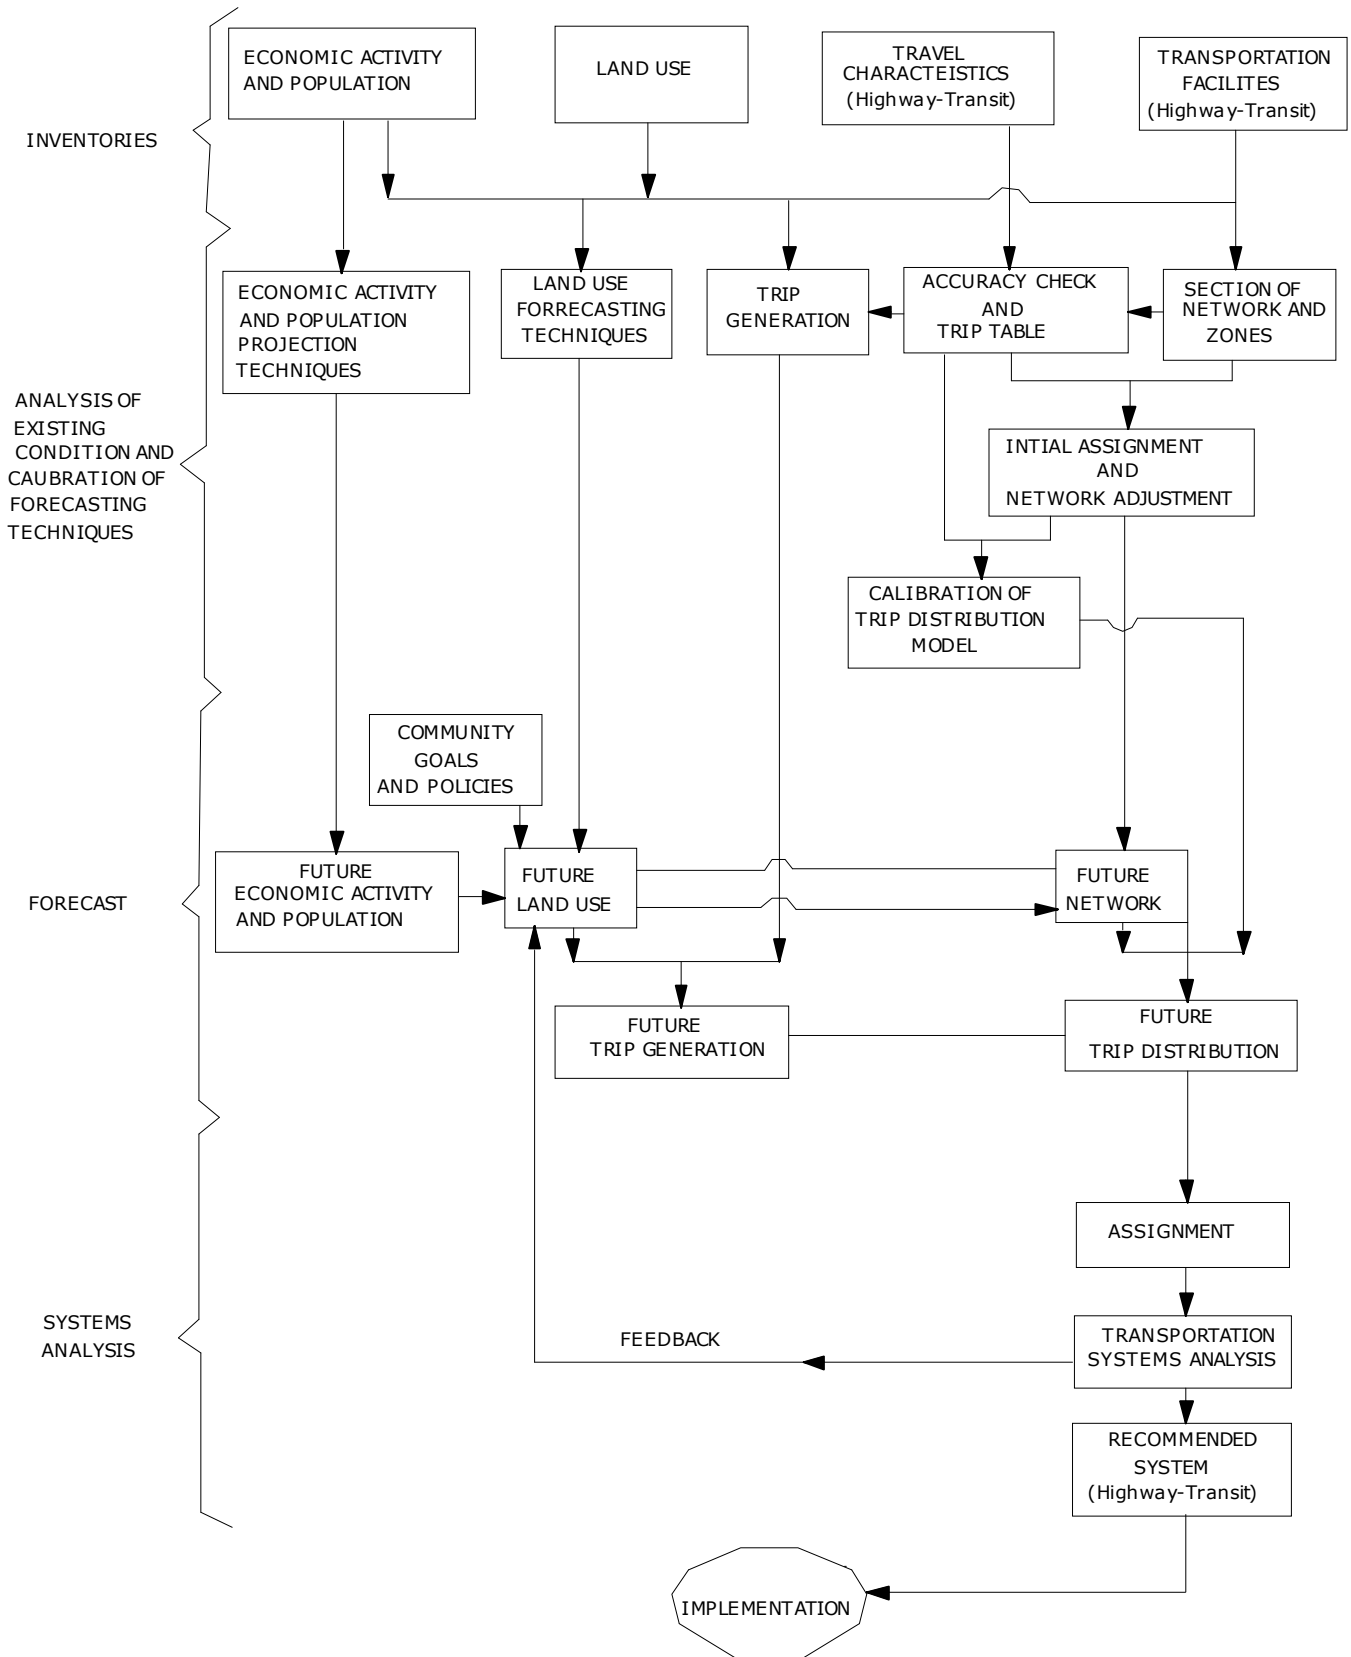 ECONOMIC ACTIVITY
AND POPULATION
LAND USE
TRAVEL
CHARACTEISTICS
(Highway-Transit)
TRANSPORTATION
FACILITES
(Highway-Transit)
INVENTORIES
ECONOMIC ACTIVITY
AND POPULATION
PROJECTION
TECHNIQUES
LAND USE
FORRECASTING
TECHNIQUES
TRIP
GENERATION
ACCURACY CHECK
AND
TRIP TABLE
SECTION OF
NETWORK AND
ZONES
ANALYSIS OF
EXISTING
CONDITION AND
CAUBRATION OF
FORECASTING
TECHNIQUES
INTIAL ASSIGNMENT
AND
NETWORK ADJUSTMENT
CALIBRATION OF
TRIP DISTRIBUTION
MODEL
COMMUNITY
GOALS
AND POLICIES
FORECAST
FUTURE
ECONOMIC ACTIVITY
AND POPULATION
FUTURE
LAND USE
FUTURE
NETWORK
FUTURE
TRIP GENERATION
FUTURE
TRIP DISTRIBUTION
ASSIGNMENT
SYSTEMS
ANALYSIS
FEEDBACK
TRANSPORTATION
SYSTEMS ANALYSIS
RECOMMENDED
SYSTEM
(Highway-Transit)
IMPLEMENTATION